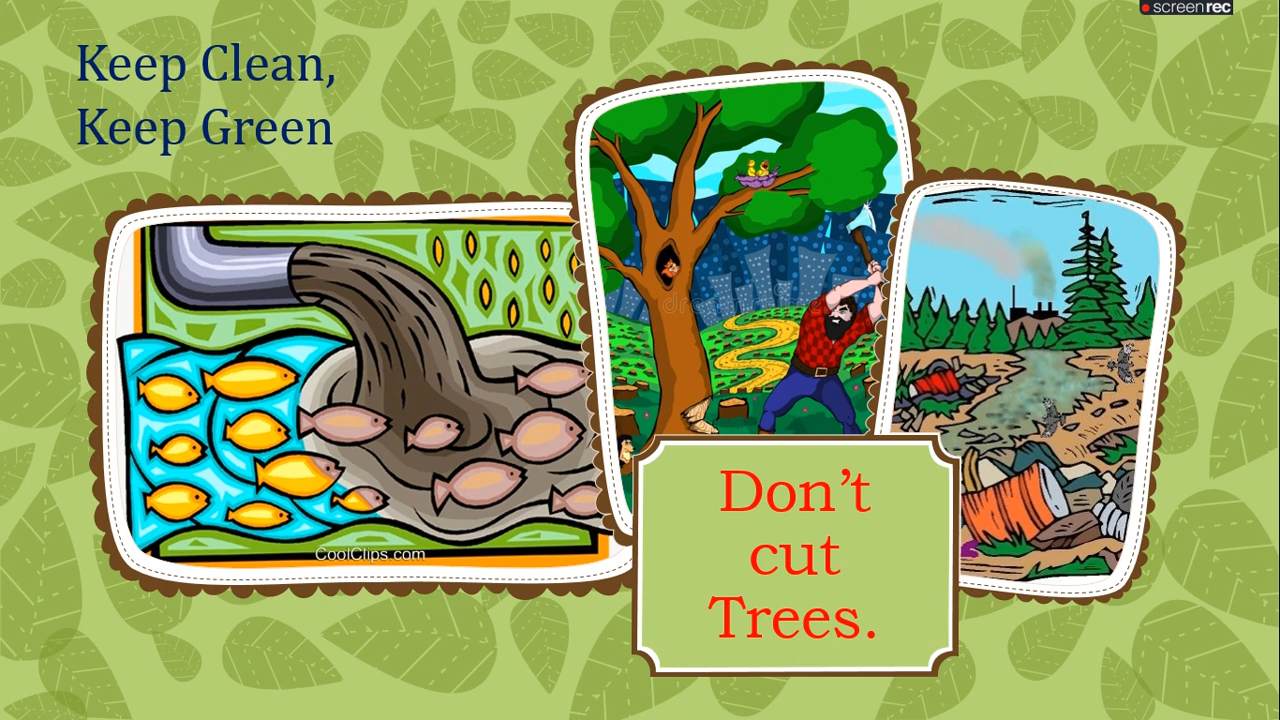 screenrec
Keep Clean,
Keep Green
CoolClips.com
Don’t
cut
Trees.